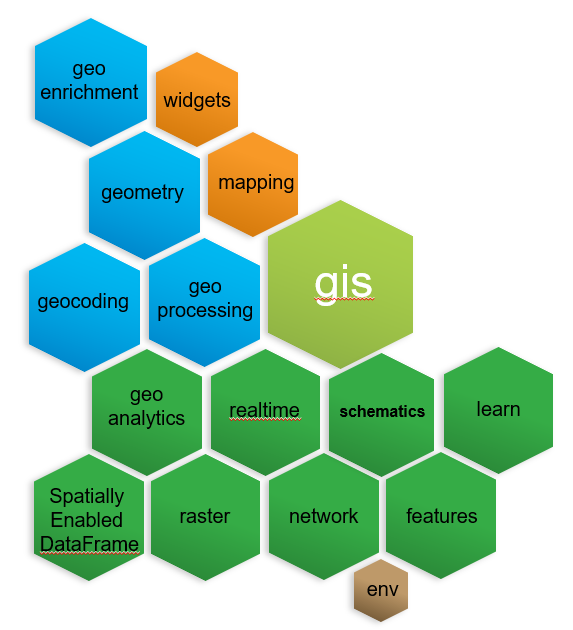 geo
enrichment
widgets
geometry
mapping
geocoding
geo
processing
gis
geo
analytics
realtime
schematics
learn
Spatially
Enabled
DataFrame
raster
network
features
env